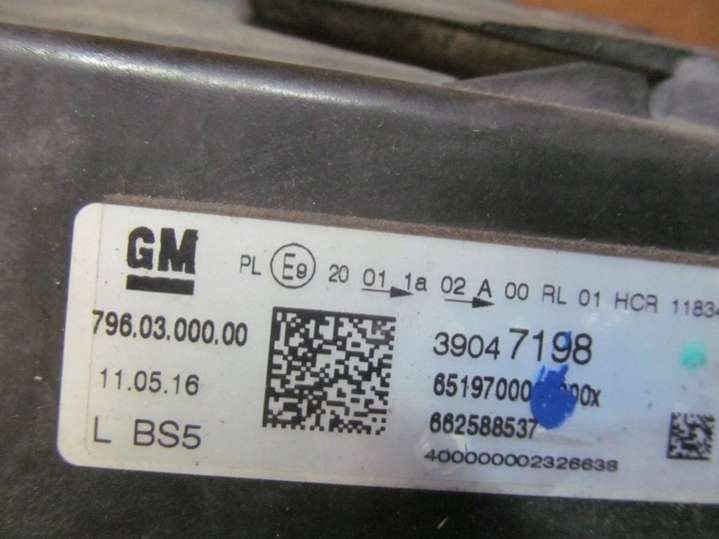 GM
PL E9 20 01 1a 02 A 00 RL 01 HCR 11834
796.03.000.00
39047198
11.05.16
662588537
L BS5
400000002326638